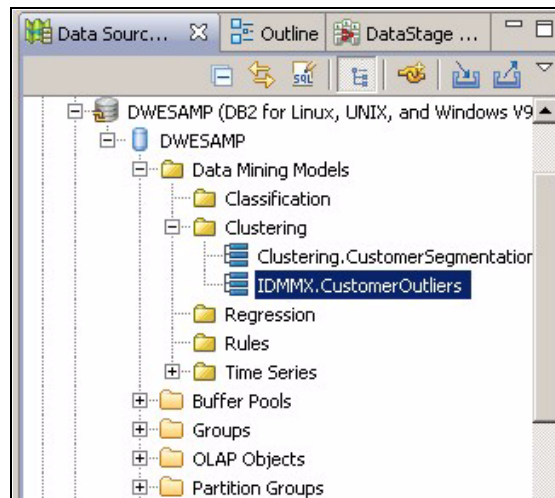 Data Sourc... Outline DataStage ...
SQL
DWESAMP (DB2 for Linux, UNIX, and Windows V9
DWESAMP
Data Mining Models
Classification
Clustering
Clustering.CustomerSegmentation
IDMMX.CustomerOutliers
Regression
Rules
Time Series
Buffer Pools
Groups
OLAP Objects
Partition Groups